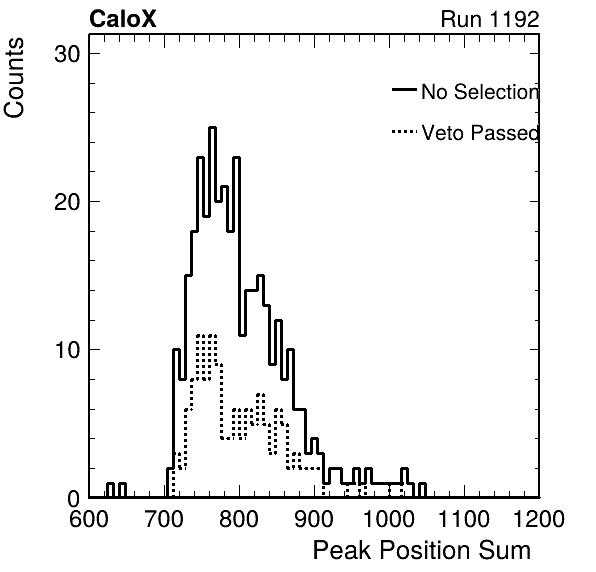 CaloX Run 1192
Counts
30
No Selection
Veto Passed
20
10
0
600 700 800 900 1000 1100 1200
Peak Position Sum